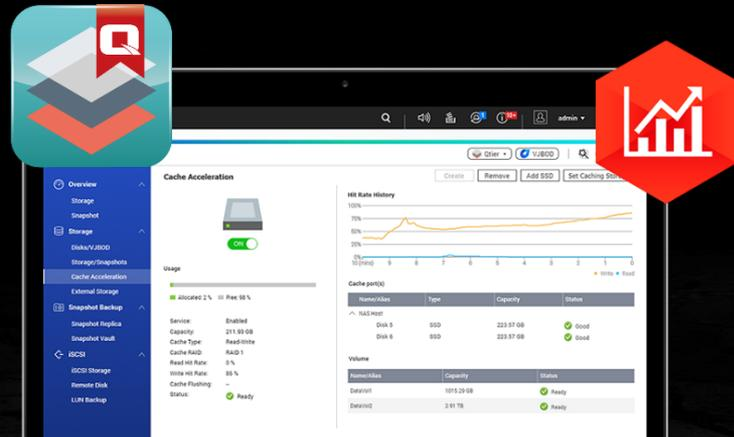 Q
1
10+
admin
Qtier
VJBOD
Overview
Storage
Snapshot
Storage
Disks/VJBOD
Storage/Snapshots
Cache Acceleration
External Storage
Snapshot Backup
Snapshot Replica
Snapshot Vault
iSCSI
iSCSI Storage
Remote Disk
LUN Backup
Cache Acceleration
Create Remove Add SSD Set Caching
ON
Usage
Allocated: 2 % Free: 98 %
Service: Enabled
Capacity: 211.93 GB
Cache Type: Read-Write
Cache RAID: RAID 1
Read Hit Rate: 0 %
Write Hit Rate: 86 %
Cache Flushing: --
Status: Ready
Hit Rate History
100%
75%
50%
25%
0%
10 (mins) 9 8 7 6 5 4 3 2 1 0
Write Read
Cache port(s)
Name/Alias Type Capacity Status
NAS Host
Disk 5 SSD 223.57 GB Good
Disk 6 SSD 223.57 GB Good
Volume
Name/Alias Capacity Status
DataVol1 1015.29 GB Ready
DataVol2 3.91 TB Ready